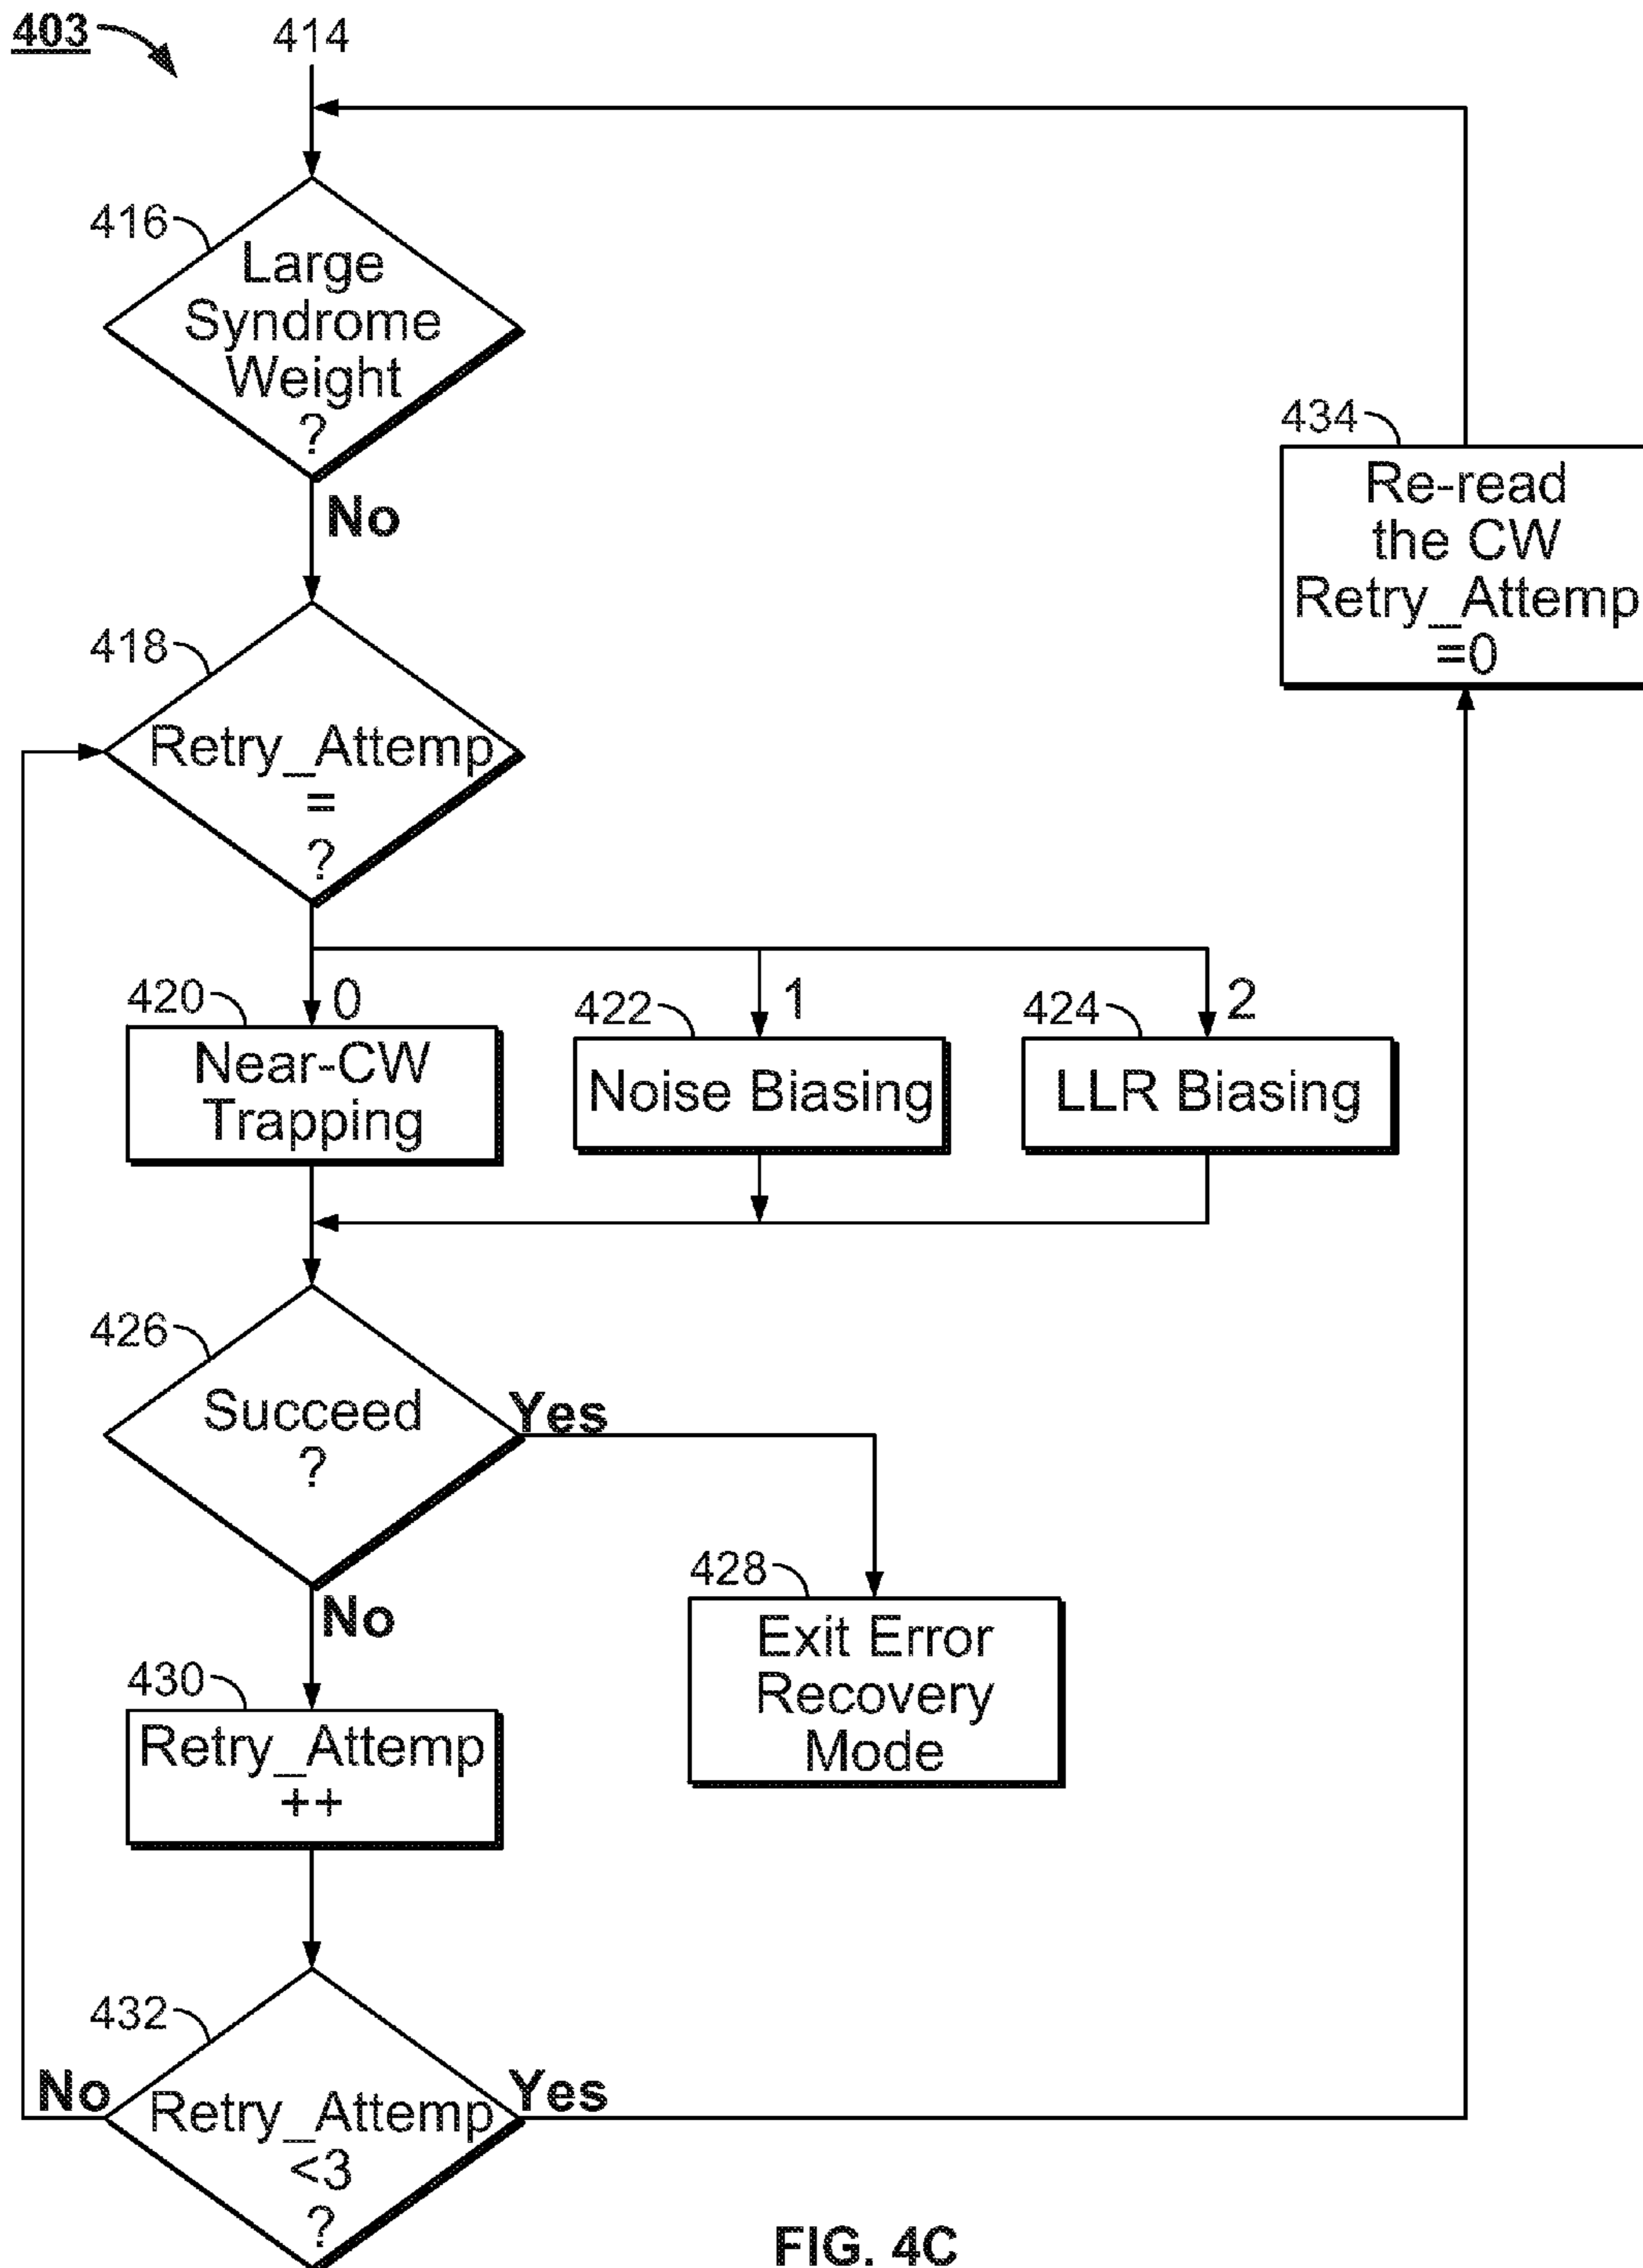 403
414
416
Large
Syndrome
Weight
?
No
434
Re-read
the CW
Retry_Attemp
=0
418
Retry_Attemp
=
?
0
1
2
420
Near-CW
Trapping
422
Noise Biasing
424
LLR Biasing
426
Succeed
?
Yes
No
428
Exit Error
Recovery
Mode
430
Retry_Attemp
++
432
No
Retry_Attemp
<3
?
Yes
FIG. 4C